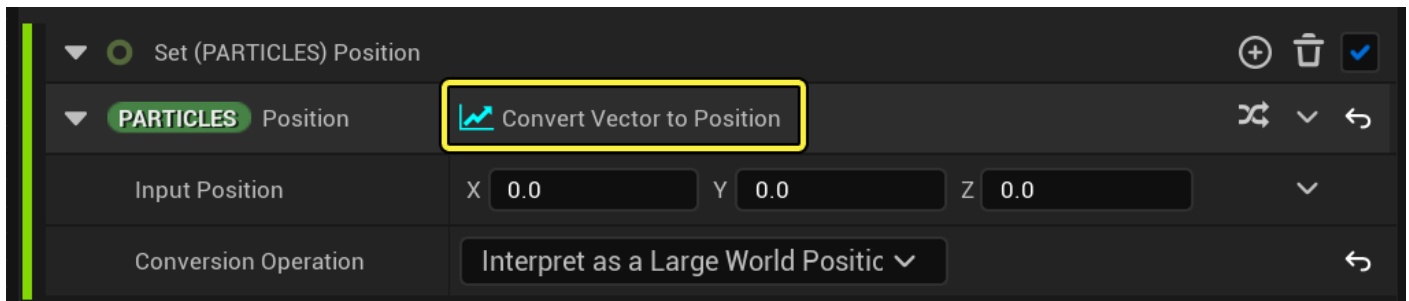 Set (PARTICLES) Position
PARTICLES Position Convert Vector to Position
Input Position X 0.0 Y 0.0 Z 0.0
Conversion Operation Interpret as a Large World Positic